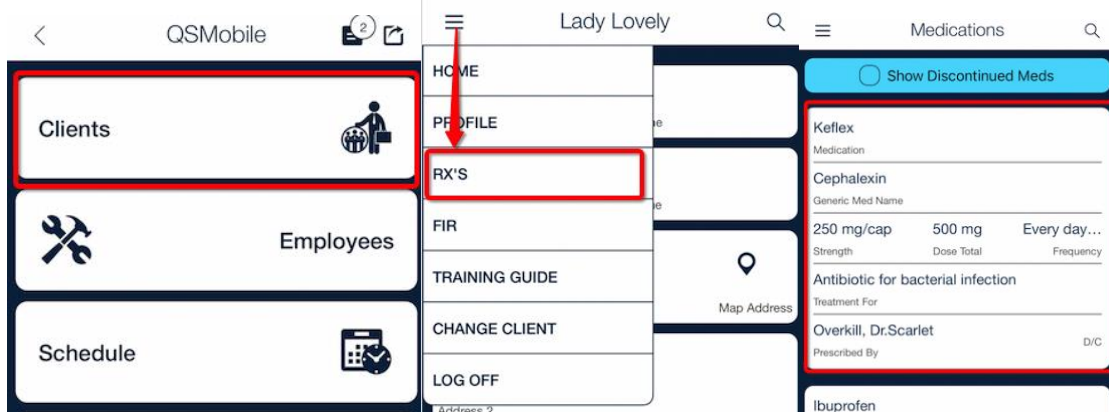 QSMobile
2
Clients
Employees
Schedule
Lady Lovely
HOME
PROFILE
RX'S
FIR
TRAINING GUIDE
CHANGE CLIENT
LOG OFF
Map Address
Address 2
Medications
Show Discontinued Meds
Keflex
Medication
Cephalexin
Generic Med Name
250 mg/cap 500 mg Every day...
Strength Dose Total Frequency
Antibiotic for bacterial infection
Treatment For
Overkill, Dr.Scarlet
D/C
Prescribed By
Ibuprofen